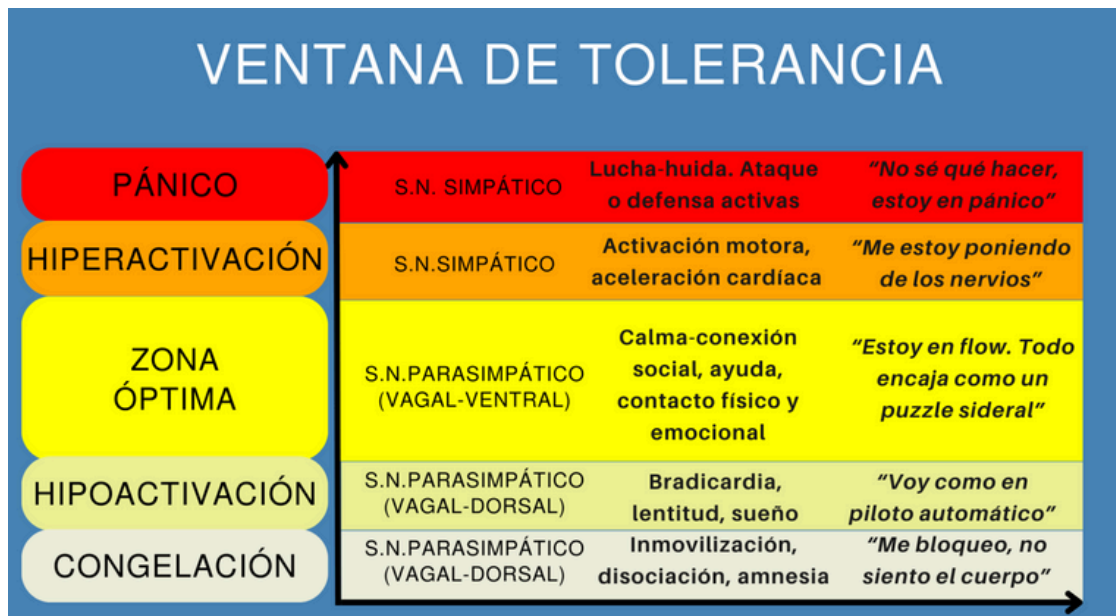 VENTANA DE TOLERANCIA
PÁNICO
S.N. SIMPÁTICO
Lucha-huida. Ataque
o defensa activas
“No sé qué hacer,
estoy en pánico”
HIPERACTIVACIÓN
S.N.SIMPÁTICO
Activación motora,
aceleración cardíaca
“Me estoy poniendo
de los nervios”
ZONA
ÓPTIMA
S.N.PARASIMPÁTICO
(VAGAL-VENTRAL)
Calma-conexión
social, ayuda,
contacto físico y
emocional
“Estoy en flow. Todo
encaja como un
puzzle sideral”
HIPOACTIVACIÓN
S.N.PARASIMPÁTICO
(VAGAL-DORSAL)
Bradicardia,
lentitud, sueño
“Voy como en
piloto automático”
CONGELACIÓN
S.N.PARASIMPÁTICO
(VAGAL-DORSAL)
Inmovilización,
disociación, amnesia
“Me bloqueo, no
siento el cuerpo”